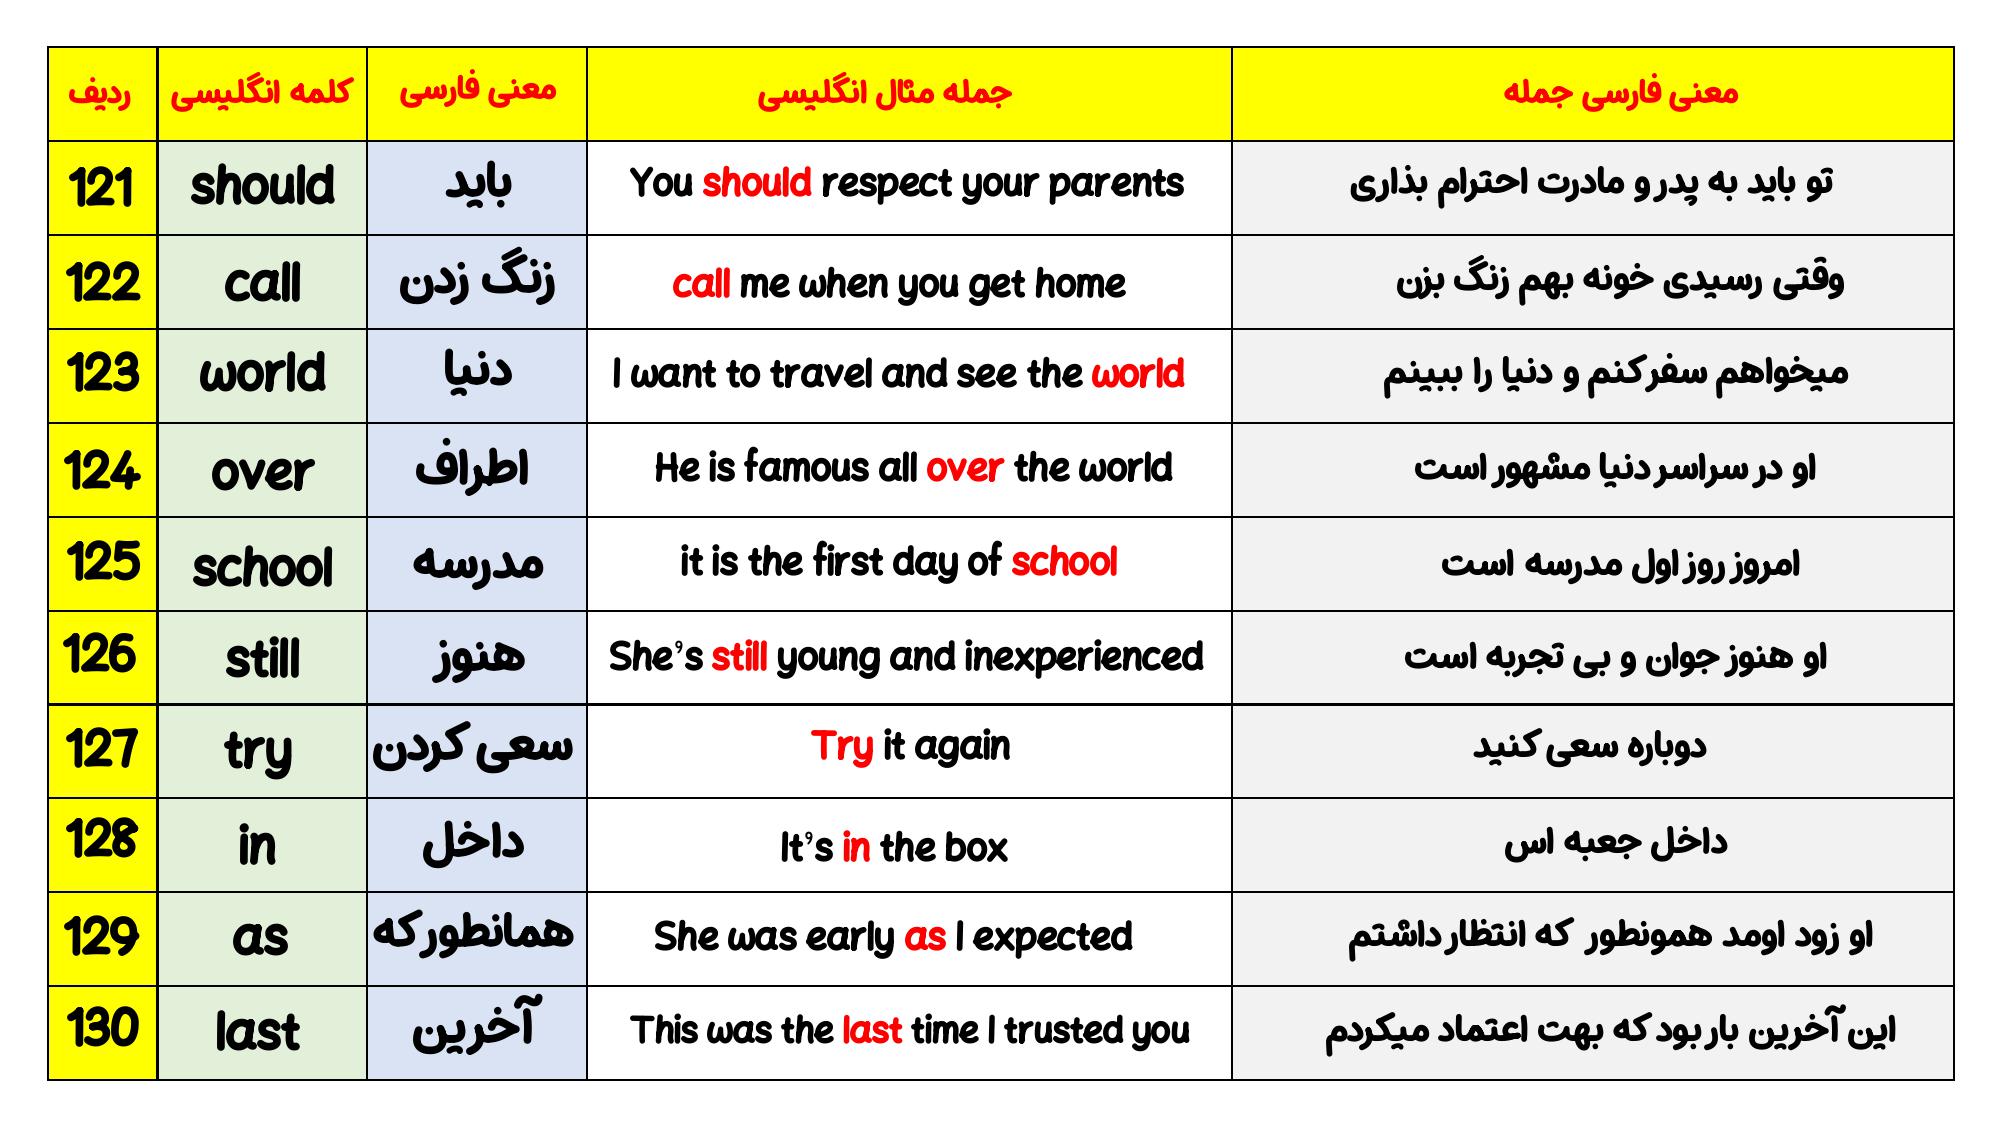 ردیف کلمه انگلیسی معنی فارسی جمله مثال انگلیسی معنی فارسی جمله
121 should باید You should respect your parents تو باید به پدر و مادرت احترام بذاری
122 call زنگ زدن call me when you get home وقتی رسیدی خونه بهم زنگ بزن
123 world دنیا I want to travel and see the world میخواهم سفر کنم و دنیا را ببینم
124 over اطراف He is famous all over the world او در سراسر دنیا مشهور است
125 school مدرسه it is the first day of school امروز روز اول مدرسه است
126 still هنوز She's still young and inexperienced او هنوز جوان و بی تجربه است
127 try سعی کردن Try it again دوباره سعی کنید
128 in داخل It's in the box داخل جعبه اس
129 as همانطور که She was early as I expected او زود اومد همونطور که انتظار داشتم
130 last آخرین This was the last time I trusted you این آخرین بار بود که بهت اعتماد میکردم